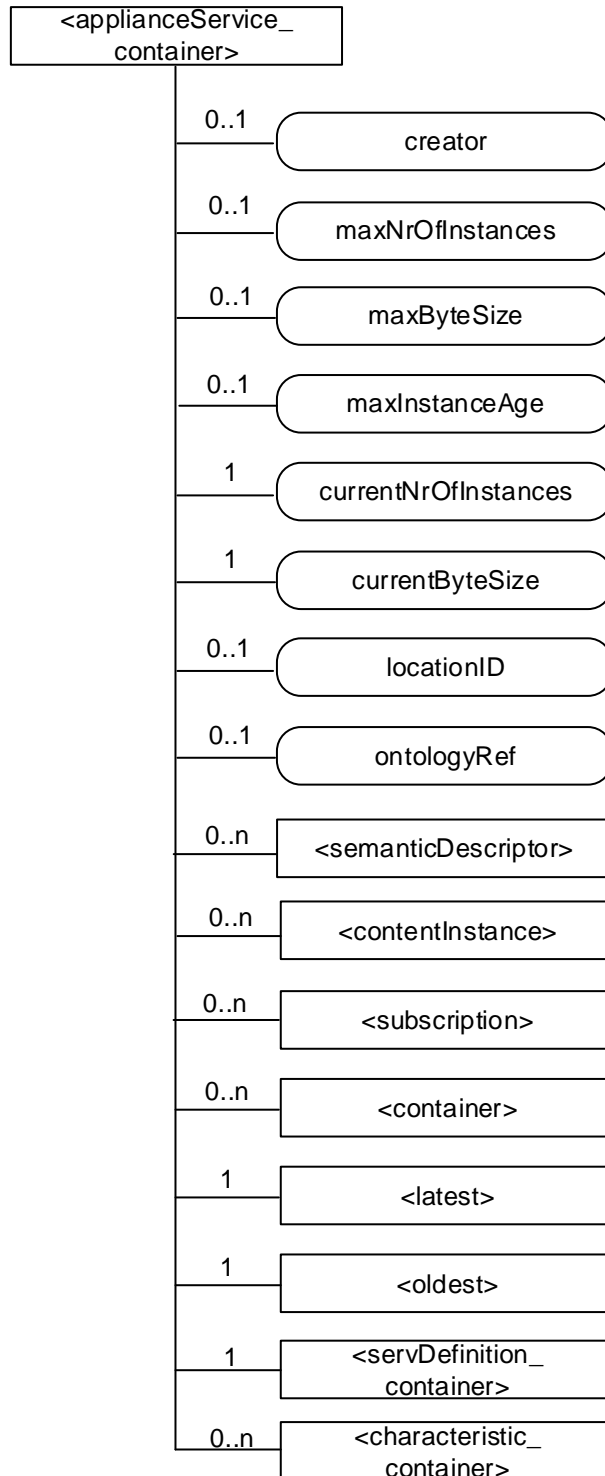 <applianceService_
container>
0..1
creator
0..1
maxNrOfInstances
0..1
maxByteSize
0..1
maxInstanceAge
1
currentNrOfInstances
1
currentByteSize
0..1
locationID
0..1
ontologyRef
0..n
<semanticDescriptor>
0..n
<contentInstance>
0..n
<subscription>
0..n
<container>
1
<latest>
1
<oldest>
1
<servDefinition_
container>
0..n
<characteristic_
container>